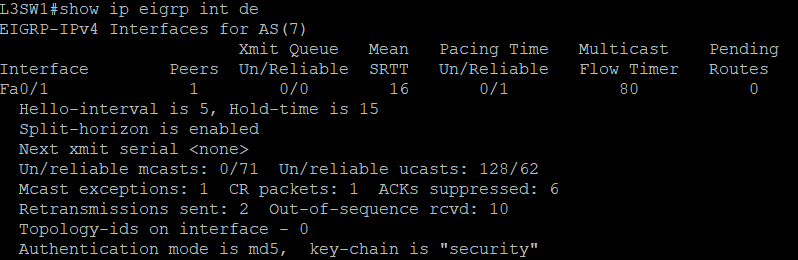 L3SW1#show ip eigrp int de
EIGRP-IPv4 Interfaces for AS(7)
Xmit Queue Mean Pacing Time Multicast Pending
Interface Peers Un/Reliable SRTT Un/Reliable Flow Timer Routes
Fa0/1 1 0/0 16 0/1 80 0
Hello-interval is 5, Hold-time is 15
Split-horizon is enabled
Next xmit serial <none>
Un/reliable mcasts: 0/71 Un/reliable ucasts: 128/62
Mcast exceptions: 1 CR packets: 1 ACKs suppressed: 6
Retransmissions sent: 2 Out-of-sequence rcvd: 10
Topology-ids on interface - 0
Authentication mode is md5, key-chain is "security"